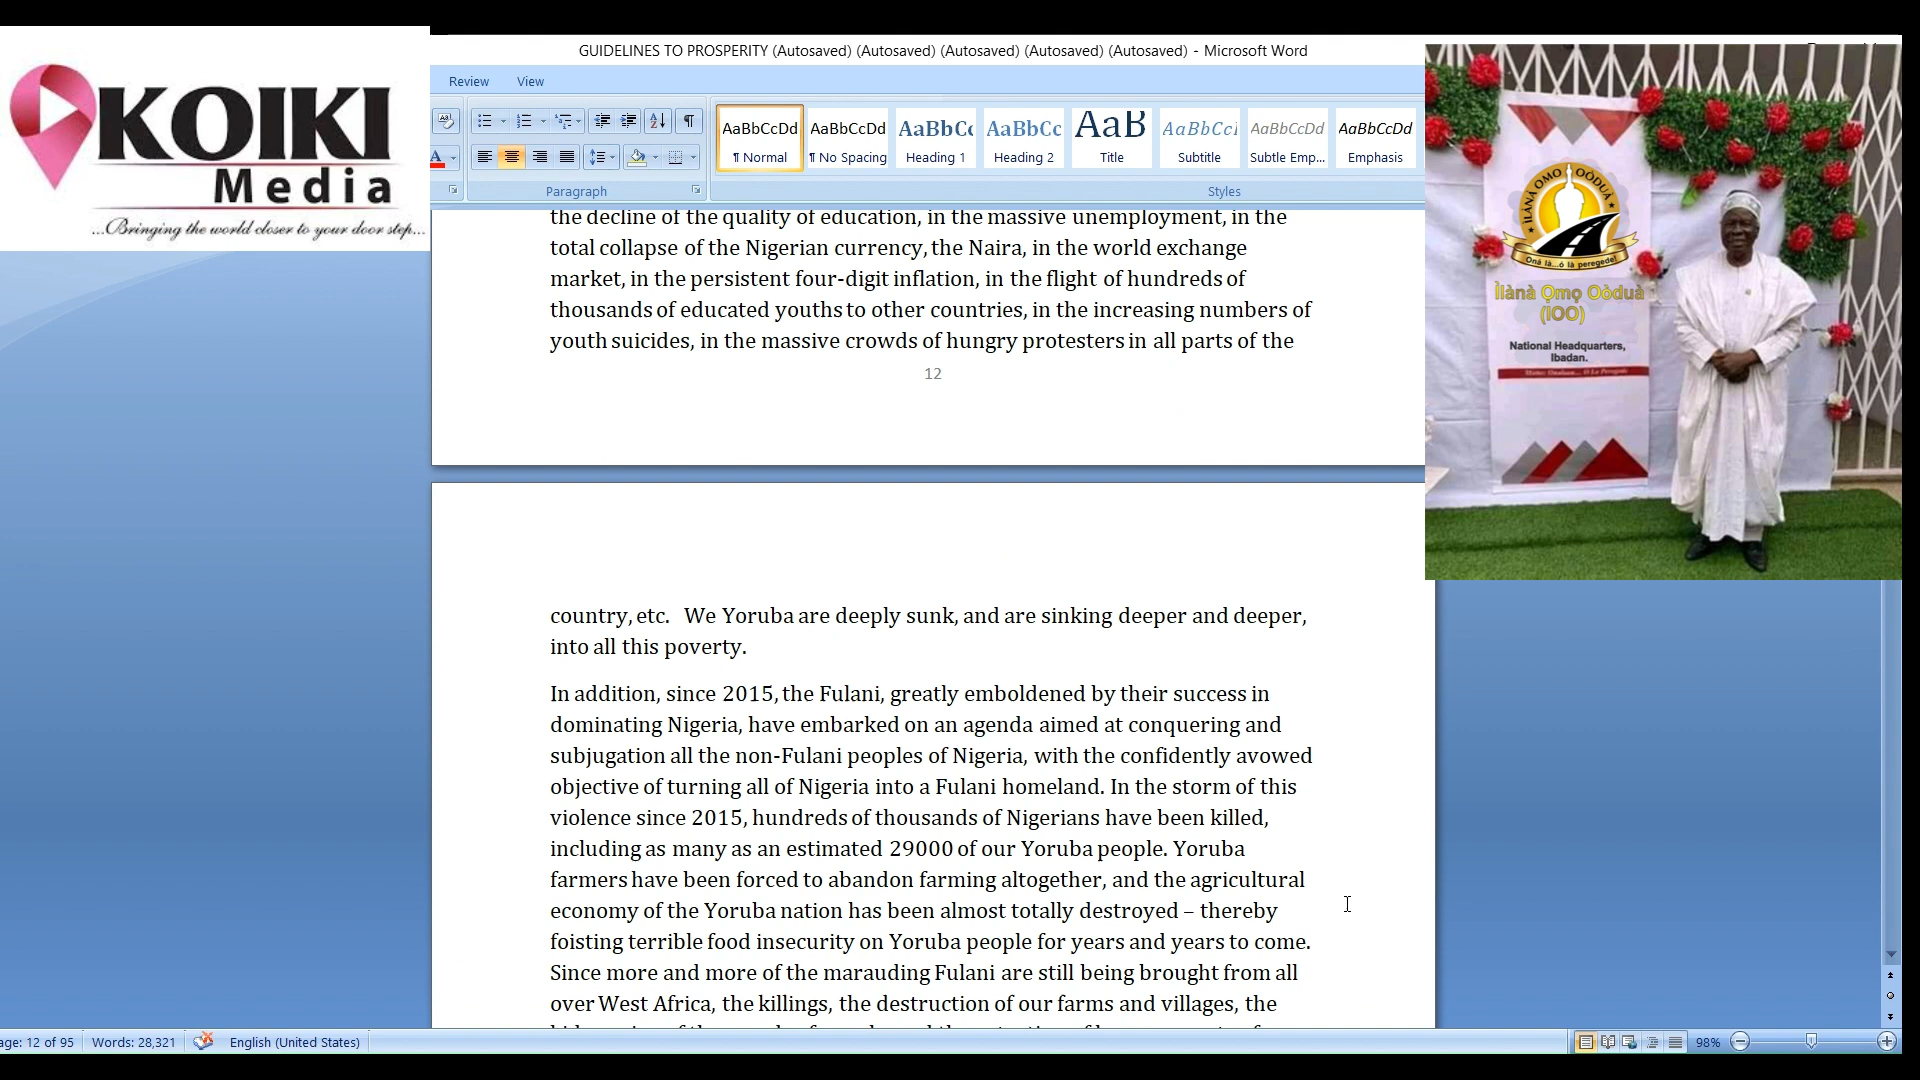 GUIDELINES TO PROSPERITY (Autosaved) (Autosaved) (Autosaved) (Autosaved) (Autosaved) - Microsoft Word
KOIKI
Media
...Bringing the world closer to your door step...
Review View
AaBbCcDd AaBbCcDd AaBbCc AaBbCc AaB AaBbCcl AaBbCcDd AaBbCcDd
¶ Normal ¶ No Spacing Heading 1 Heading 2 Title Subtitle Subtle Emp... Emphasis
Paragraph Styles
the decline of the quality of education, in the massive unemployment, in the
total collapse of the Nigerian currency, the Naira, in the world exchange
market, in the persistent four-digit inflation, in the flight of hundreds of
thousands of educated youths to other countries, in the increasing numbers of
youth suicides, in the massive crowds of hungry protesters in all parts of the
12
country, etc. We Yoruba are deeply sunk, and are sinking deeper and deeper,
into all this poverty.
In addition, since 2015, the Fulani, greatly emboldened by their success in
dominating Nigeria, have embarked on an agenda aimed at conquering and
subjugation all the non-Fulani peoples of Nigeria, with the confidently avowed
objective of turning all of Nigeria into a Fulani homeland. In the storm of this
violence since 2015, hundreds of thousands of Nigerians have been killed,
including as many as an estimated 29000 of our Yoruba people. Yoruba
farmers have been forced to abandon farming altogether, and the agricultural
economy of the Yoruba nation has been almost totally destroyed – thereby
foisting terrible food insecurity on Yoruba people for years and years to come.
Since more and more of the marauding Fulani are still being brought from all
over West Africa, the killings, the destruction of our farms and villages, the
ÌLÀNÀ OMO OÒDUÀ
Onà là...ó là peregedé!
Ìlànà Ọmọ Oòduà
(IOO)
National Headquarters,
Ibadan.
age: 12 of 95 Words: 28,321 English (United States) 98%